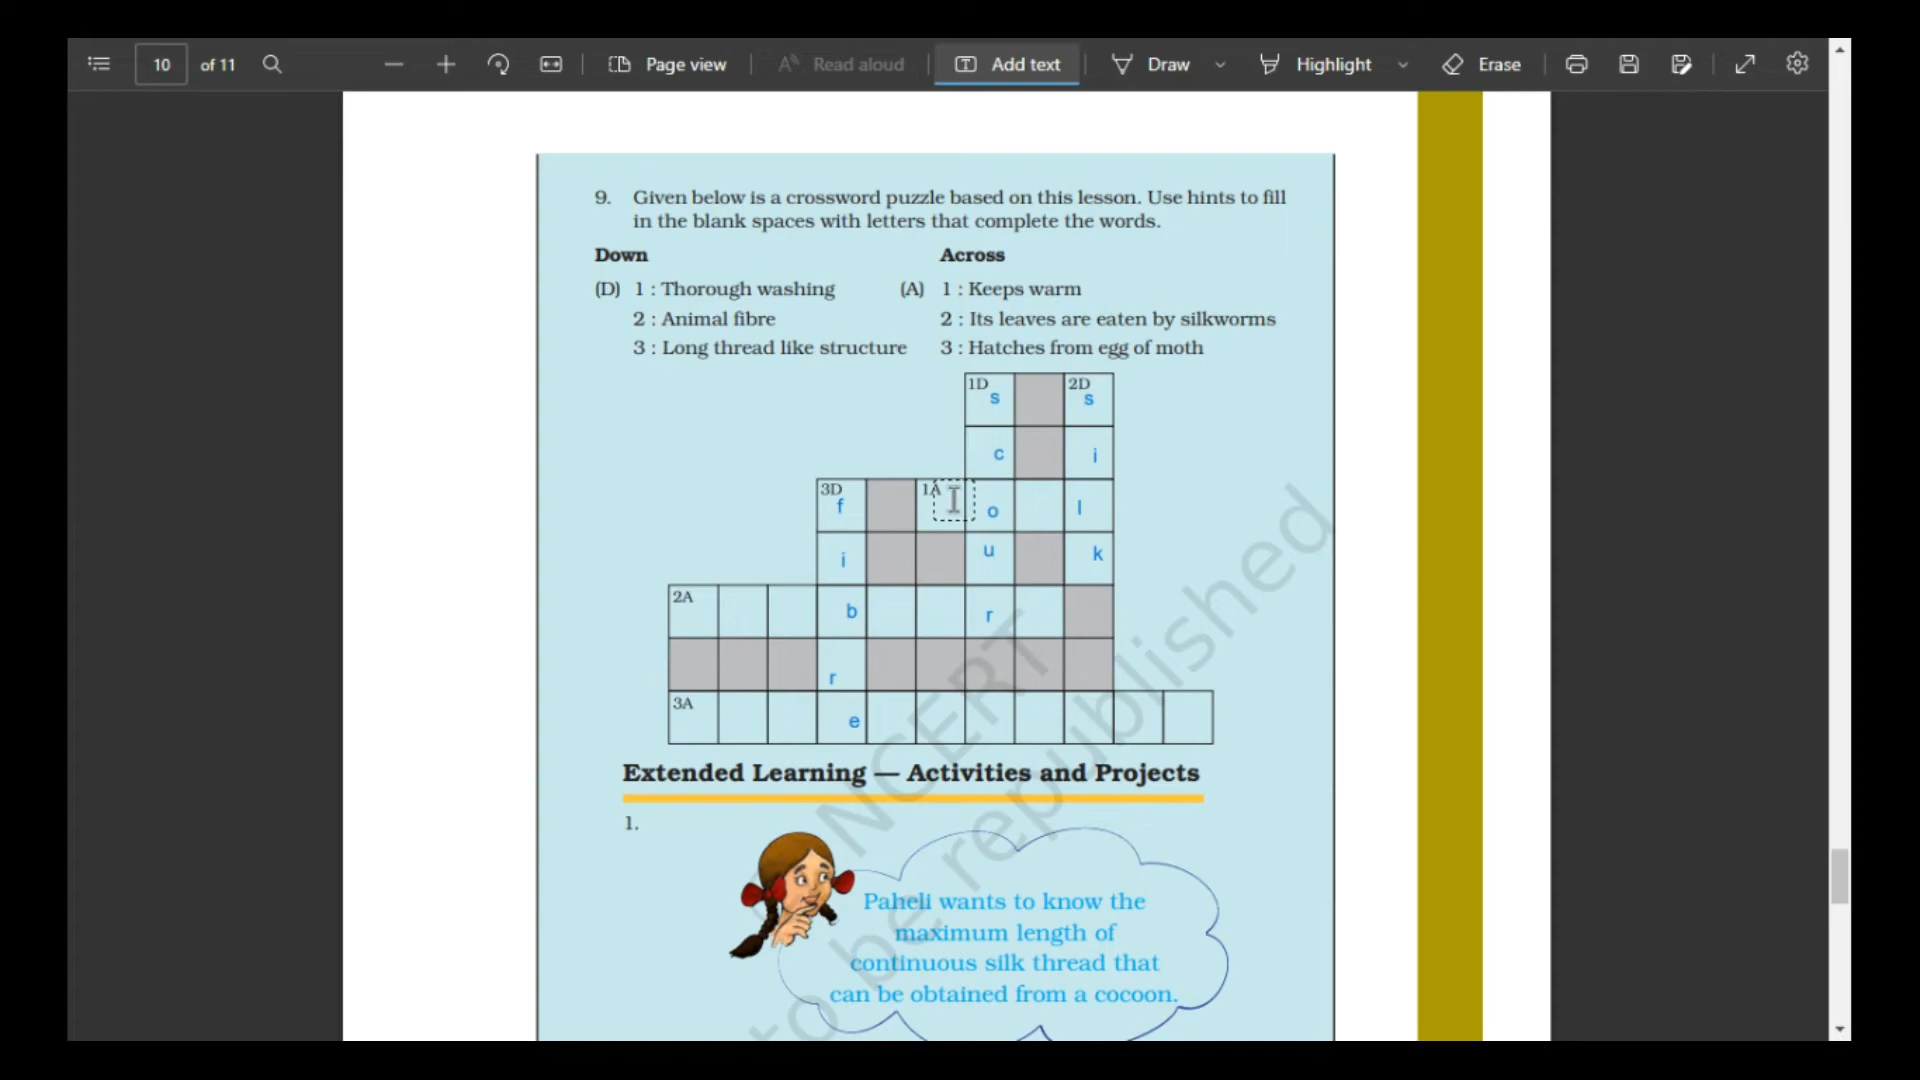 10 of 11 Page view Read aloud Add text Draw Highlight Erase
9. Given below is a crossword puzzle based on this lesson. Use hints to fill
in the blank spaces with letters that complete the words.
Down Across
(D) 1 : Thorough washing (A) 1 : Keeps warm
2 : Animal fibre 2 : Its leaves are eaten by silkworms
3 : Long thread like structure 3 : Hatches from egg of moth
1D s 2D s
c i
3D f 1A o l
i u k
2A b r
r
3A e
NCERT
to be republished
Extended Learning — Activities and Projects
1.
Paheli wants to know the
maximum length of
continuous silk thread that
can be obtained from a cocoon.